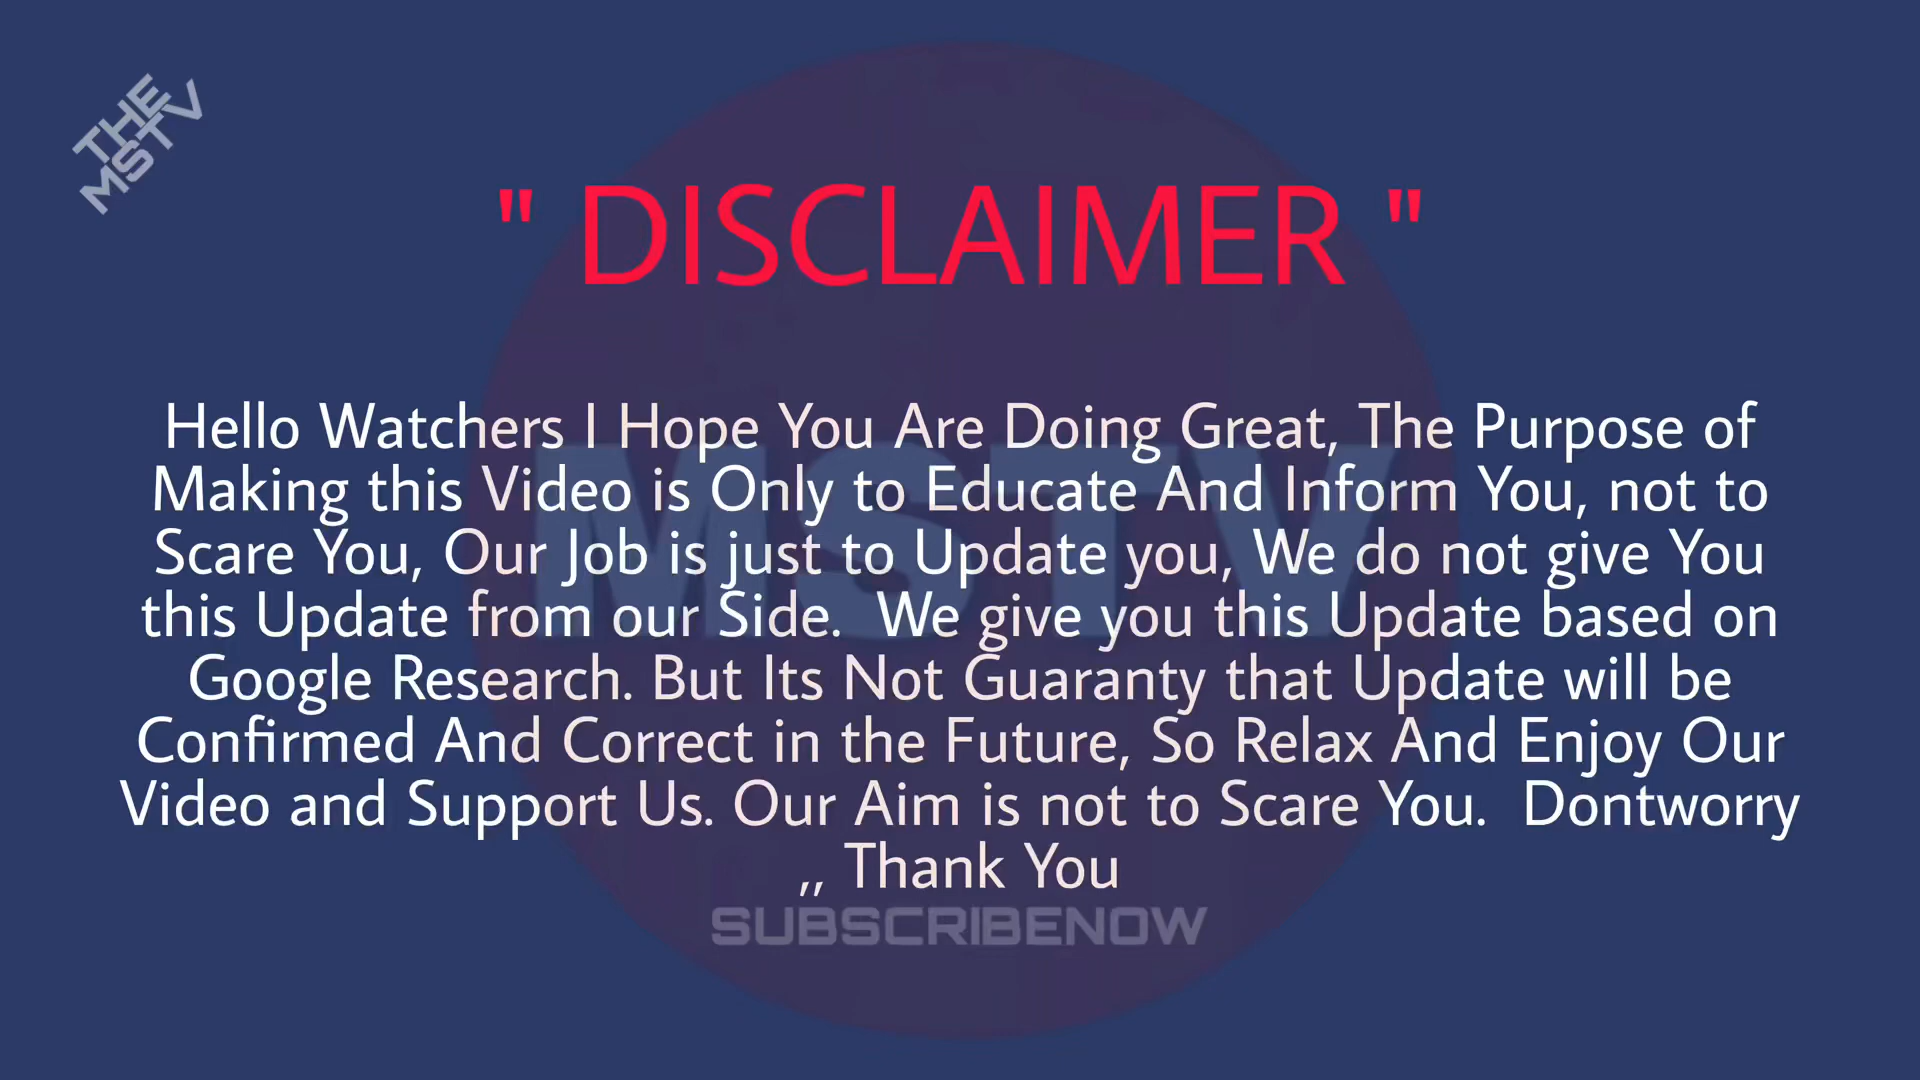 THE
MSTV
" DISCLAIMER "
Hello Watchers I Hope You Are Doing Great, The Purpose of
Making this Video is Only to Educate And Inform You, not to
Scare You, Our Job is just to Update you, We do not give You
this Update from our Side.  We give you this Update based on
Google Research. But Its Not Guaranty that Update will be
Confirmed And Correct in the Future, So Relax And Enjoy Our
Video and Support Us. Our Aim is not to Scare You.  Dontworry
,, Thank You
MSTV
SUBSCRIBENOW